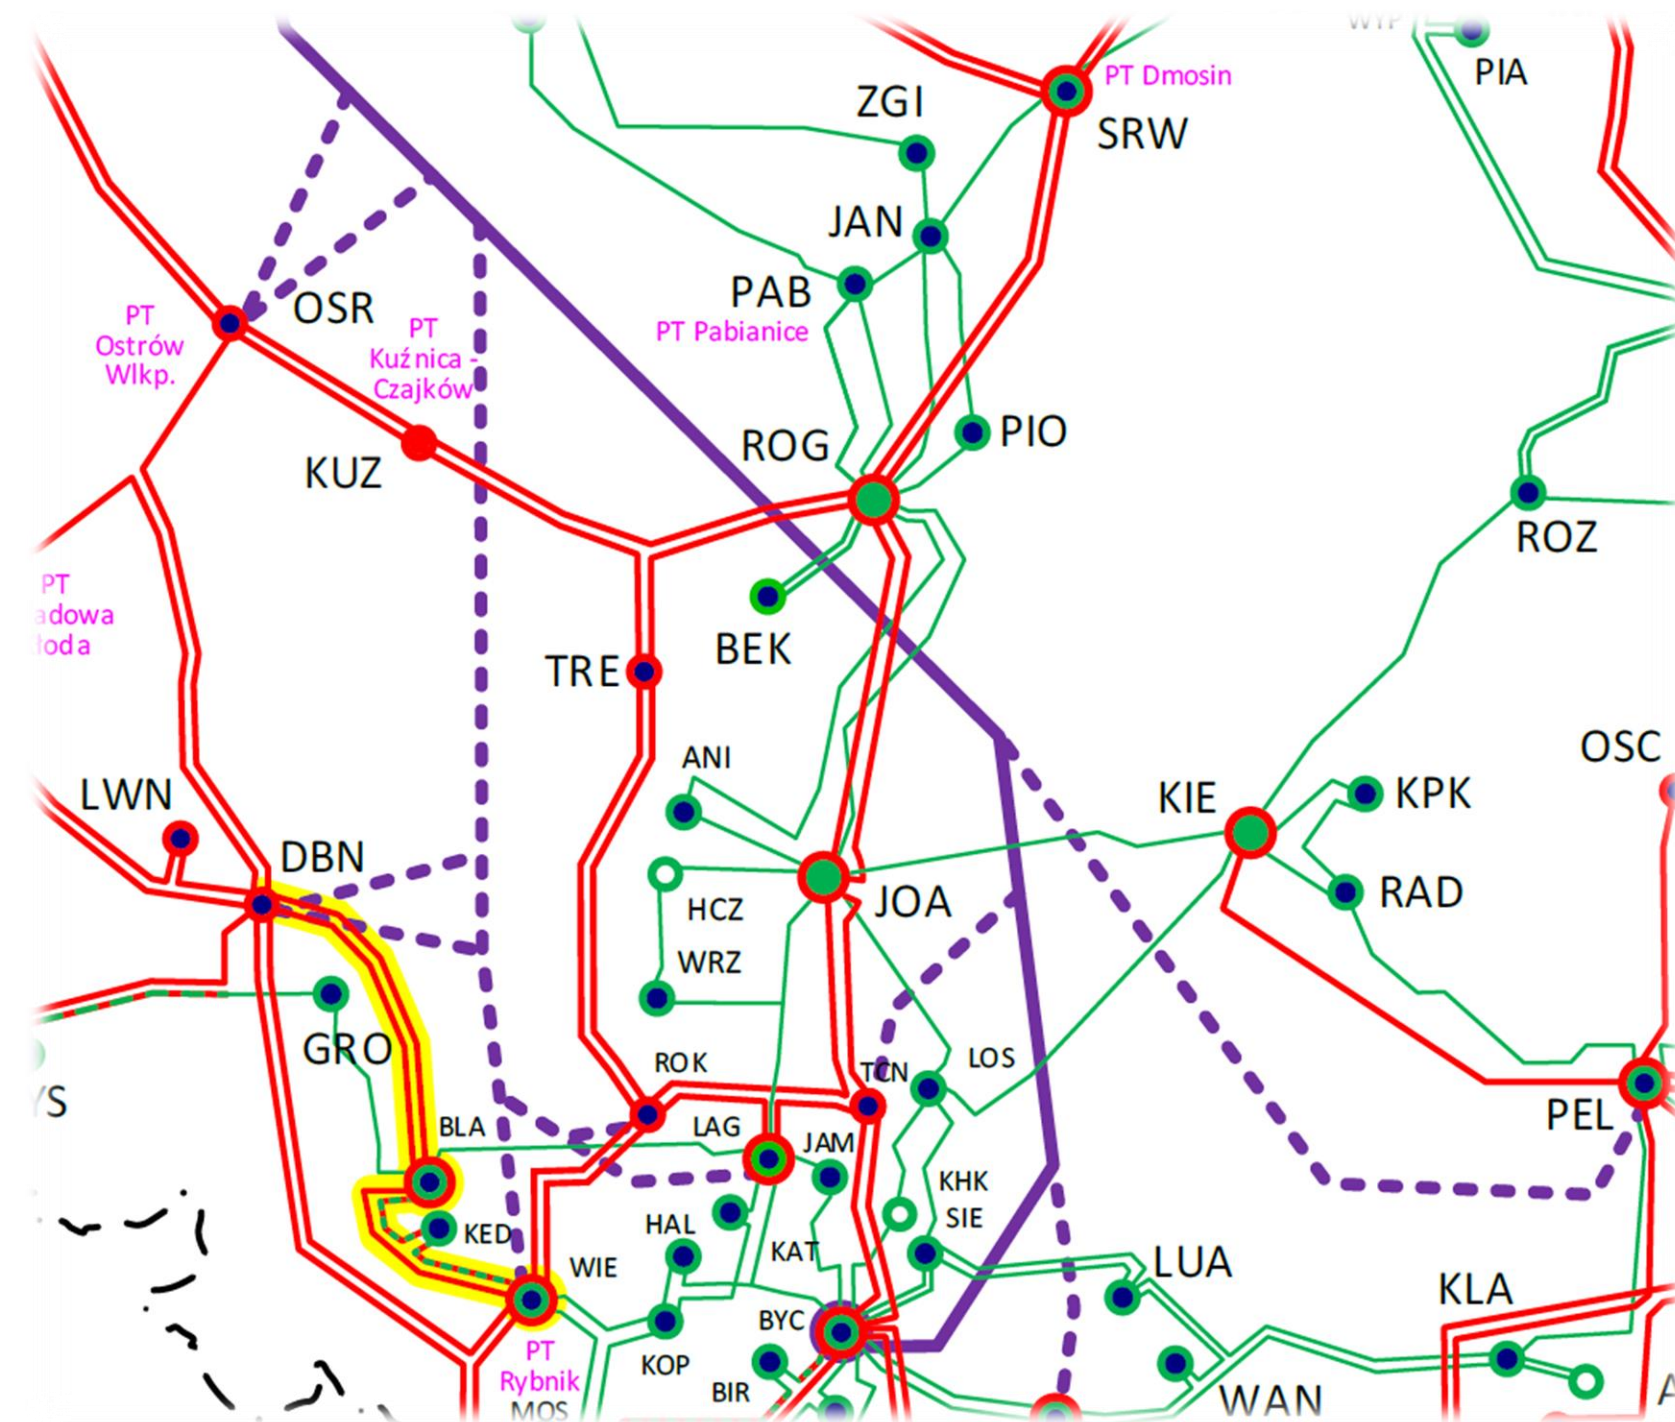 WYP
PIA
PT Dmosin
ZGI
SRW
JAN
PAB
PT Pabianice
OSR
PT
Ostrów
Wlkp.
PT
Kuźnica -
Czajków
KUZ
ROG
PIO
ROZ
PT
BEK
TRE
ANI
OSC
LWN
KIE
KPK
DBN
HCZ
JOA
RAD
WRZ
GRO
ROK
TCN
LOS
PEL
BLA
LAG
JAM
KHK
SIE
KED
HAL
KAT
WIE
LUA
KLA
BYC
PT
Rybnik
MOS
KOP
BIR
WAN